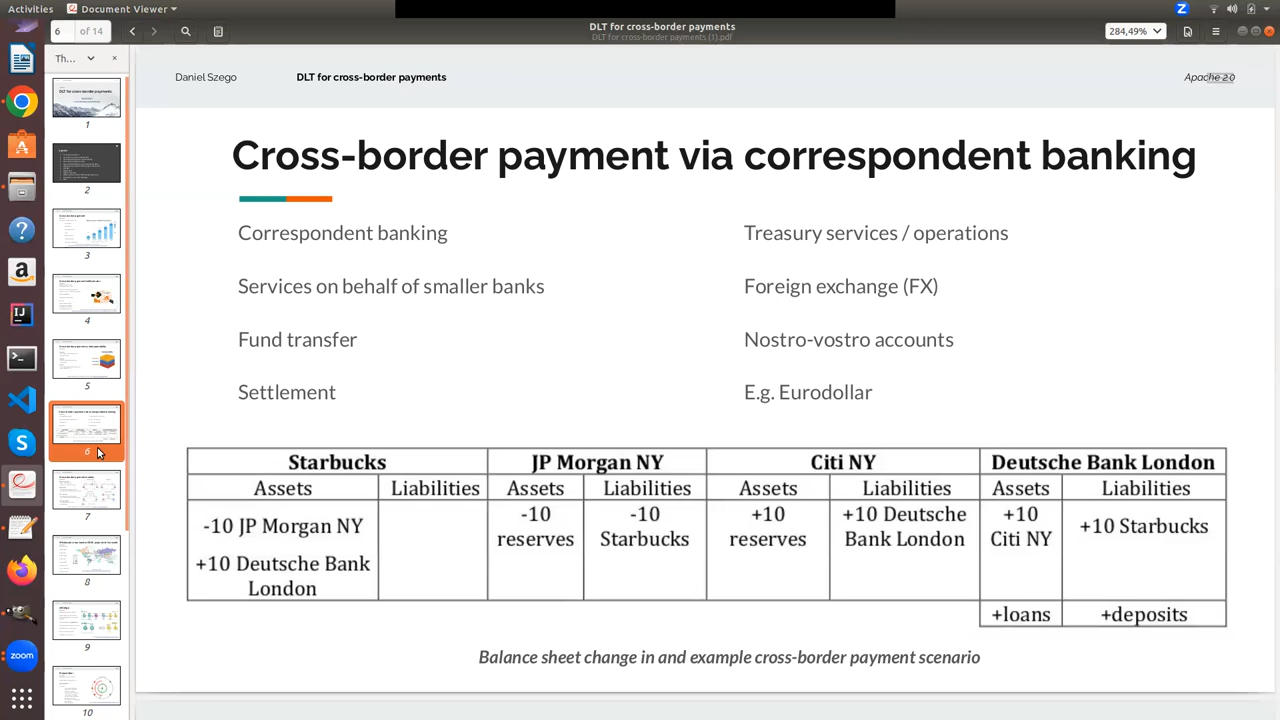 Activities
Document Viewer
DLT for cross-border payments
DLT for cross-border payments (1).pdf
6 of 14
284,49%
Th...
Daniel Szego
DLT for cross-border payments
Apache 2.0
Cross-border payment via correspondent banking
Correspondent banking
Services on behalf of smaller banks
Fund transfer
Settlement
Treasury services / operations
Foreign exchange (FX)
Nostro-vostro accounts
E.g. Eurodollar
Starbucks JP Morgan NY Citi NY Deutsche Bank London
Assets Liabilities Assets Liabilities Assets Liabilities Assets Liabilities
-10 JP Morgan NY
+10 Deutsche Bank
London
-10
reserves
-10
Starbucks
+10
reserves
+10 Deutsche
Bank London
+10
Citi NY
+10 Starbucks
+loans +deposits
Balance sheet change in and example cross-border payment scenario
1
2
3
4
5
6
7
8
9
10
zoom